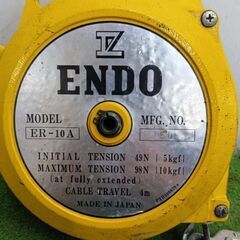 ENDO
MODEL MFG. NO.
ER-10A
INITIAL TENSION 49N [5kgf]
MAXIMUM TENSION 98N [10kgf]
(at fully extended)
CABLE TRAVEL 4m
MADE IN JAPAN